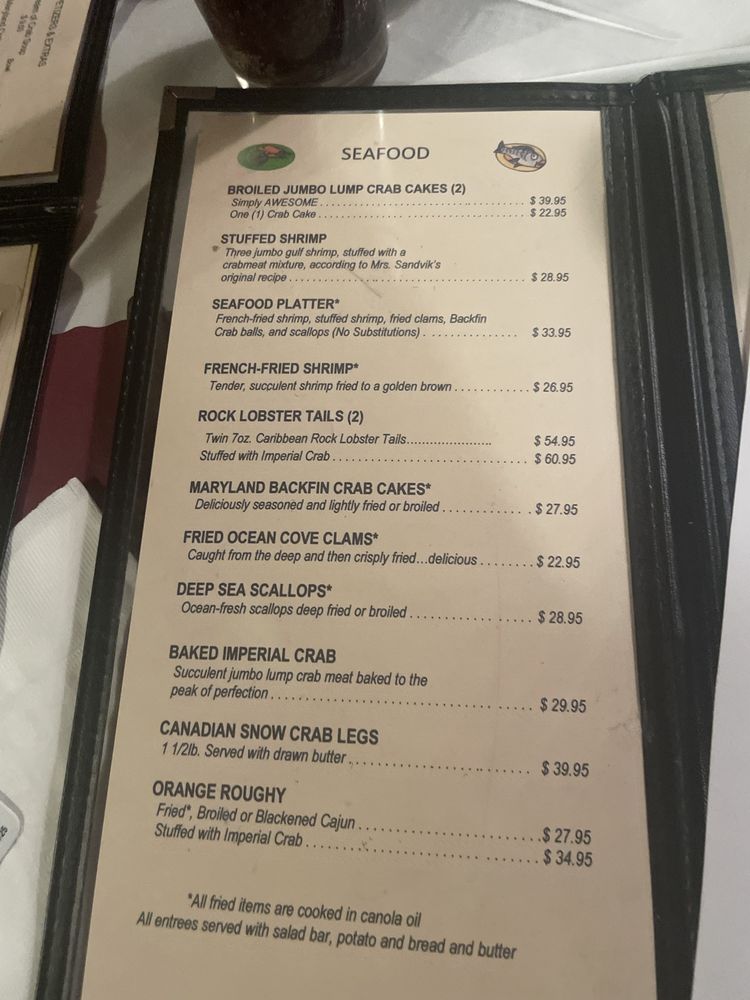 SEAFOOD
BROILED JUMBO LUMP CRAB CAKES (2)
Simply AWESOME.................................. $ 39.95
One (1) Crab Cake.................................. $ 22.95
STUFFED SHRIMP
Three jumbo gulf shrimp, stuffed with a
crabmeat mixture, according to Mrs. Sandvik's
original recipe.......................................... $ 28.95
SEAFOOD PLATTER*
French-fried shrimp, stuffed shrimp, fried clams, Backfin
Crab balls, and scallops (No Substitutions)................ $ 33.95
FRENCH-FRIED SHRIMP*
Tender, succulent shrimp fried to a golden brown............ $ 26.95
ROCK LOBSTER TAILS (2)
Twin 7oz. Caribbean Rock Lobster Tails...................... $ 54.95
Stuffed with Imperial Crab.............................. $ 60.95
MARYLAND BACKFIN CRAB CAKES*
Deliciously seasoned and lightly fried or broiled............. $ 27.95
FRIED OCEAN COVE CLAMS*
Caught from the deep and then crisply fried...delicious........ $ 22.95
DEEP SEA SCALLOPS*
Ocean-fresh scallops deep fried or broiled................. $ 28.95
BAKED IMPERIAL CRAB
Succulent jumbo lump crab meat baked to the
peak of perfection..................................... $ 29.95
CANADIAN SNOW CRAB LEGS
1 1/2lb. Served with drawn butter......................... $ 39.95
ORANGE ROUGHY
Fried*, Broiled or Blackened Cajun........................ $ 27.95
Stuffed with Imperial Crab............................... $ 34.95
*All fried items are cooked in canola oil
All entrees served with salad bar, potato and bread and butter